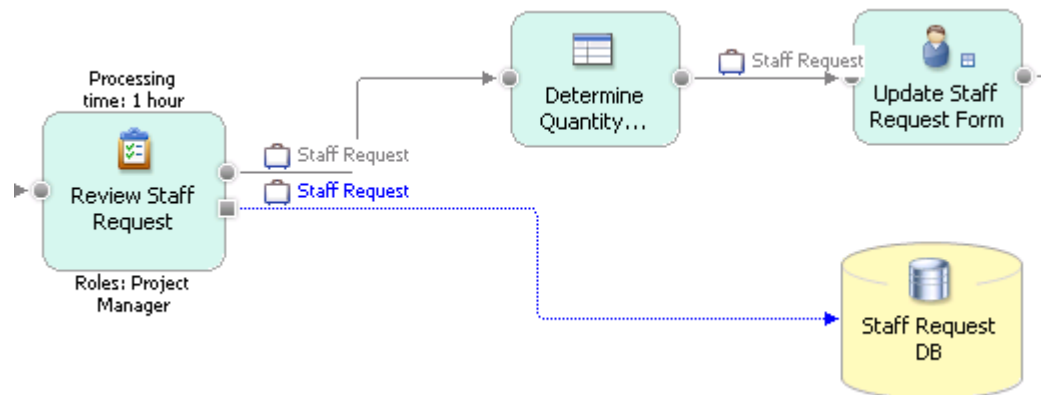 Processing
time: 1 hour
Review Staff
Request
Roles: Project
Manager
Staff Request
Staff Request
Determine
Quantity...
Staff Request
Update Staff
Request Form
Staff Request
DB